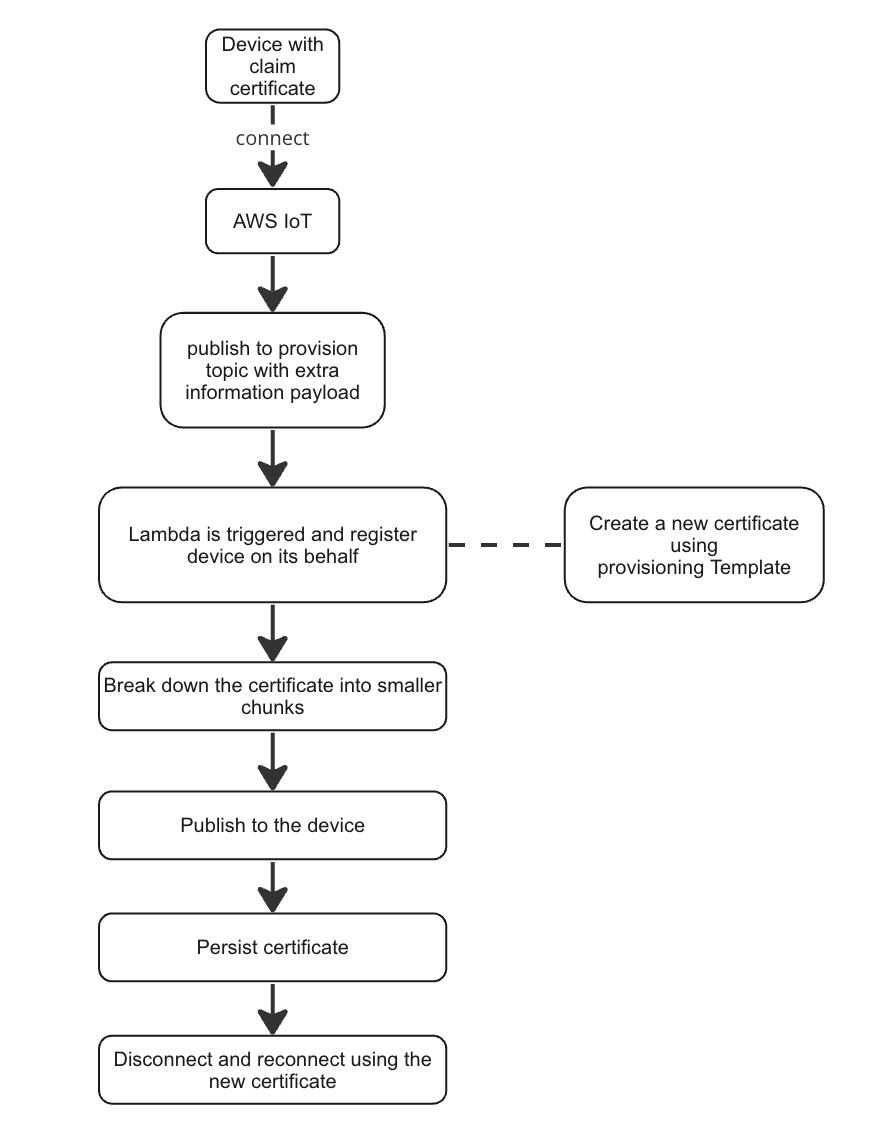 Device with
claim
certificate
connect
AWS IoT
publish to provision
topic with extra
information payload
Lambda is triggered and register
device on its behalf
Create a new certificate
using
provisioning Template
Break down the certificate into smaller
chunks
Publish to the device
Persist certificate
Disconnect and reconnect using the
new certificate